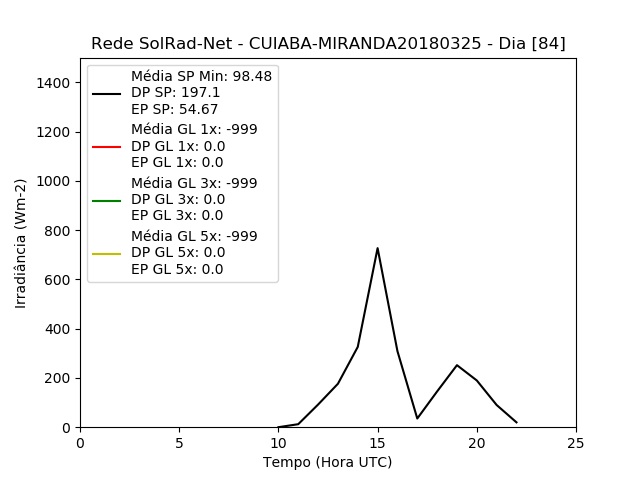 Rede SolRad-Net - CUIABA-MIRANDA20180325 - Dia [84]
Média SP Min: 98.48
DP SP: 197.1
EP SP: 54.67
Média GL 1x: -999
DP GL 1x: 0.0
EP GL 1x: 0.0
Média GL 3x: -999
DP GL 3x: 0.0
EP GL 3x: 0.0
Média GL 5x: -999
DP GL 5x: 0.0
EP GL 5x: 0.0
Irradiância (Wm-2)
1400
1200
1000
800
600
400
200
0
0 5 10 15 20 25
Tempo (Hora UTC)